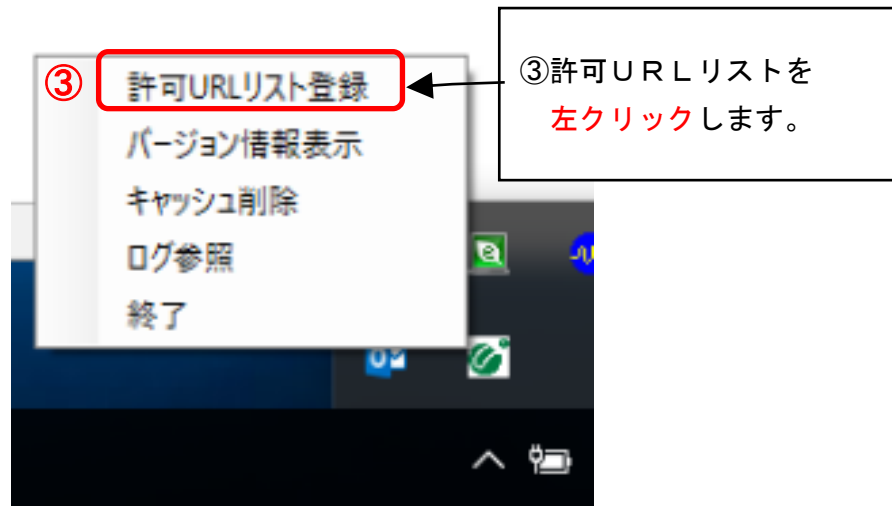 ③
許可URLリスト登録
バージョン情報表示
キャッシュ削除
ログ参照
終了
③許可ＵＲＬリストを
左クリックします。